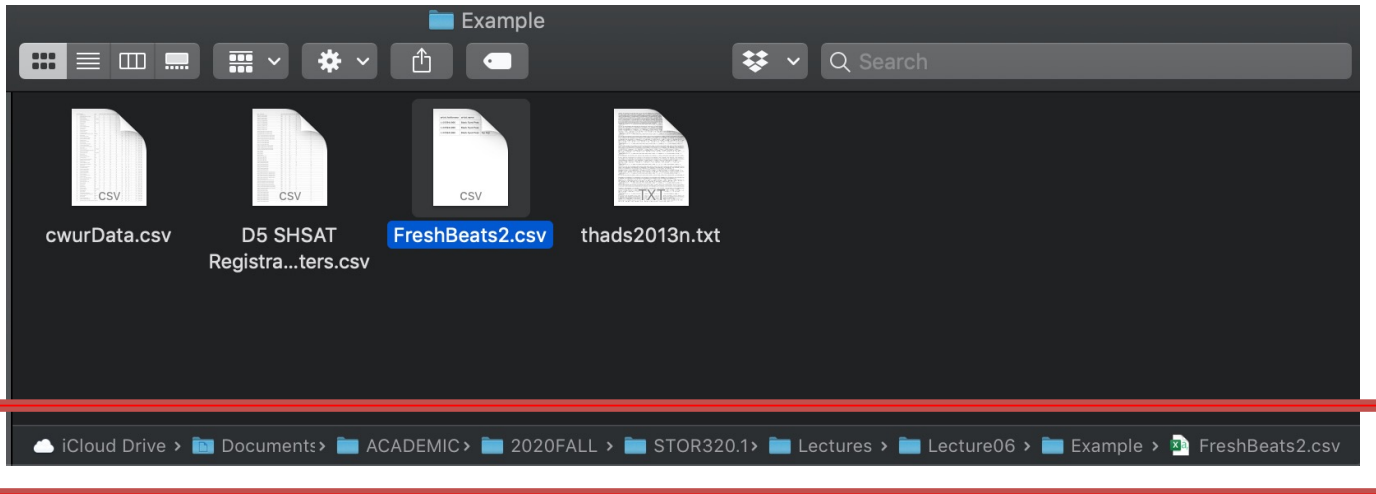 Example
Search
CSV CSV CSV TXT
cwurData.csv D5 SHSAT FreshBeats2.csv thads2013n.txt
Registra...ters.csv
iCloud Drive › Documents › ACADEMIC › 2020FALL › STOR320.1 › Lectures › Lecture06 › Example › FreshBeats2.csv